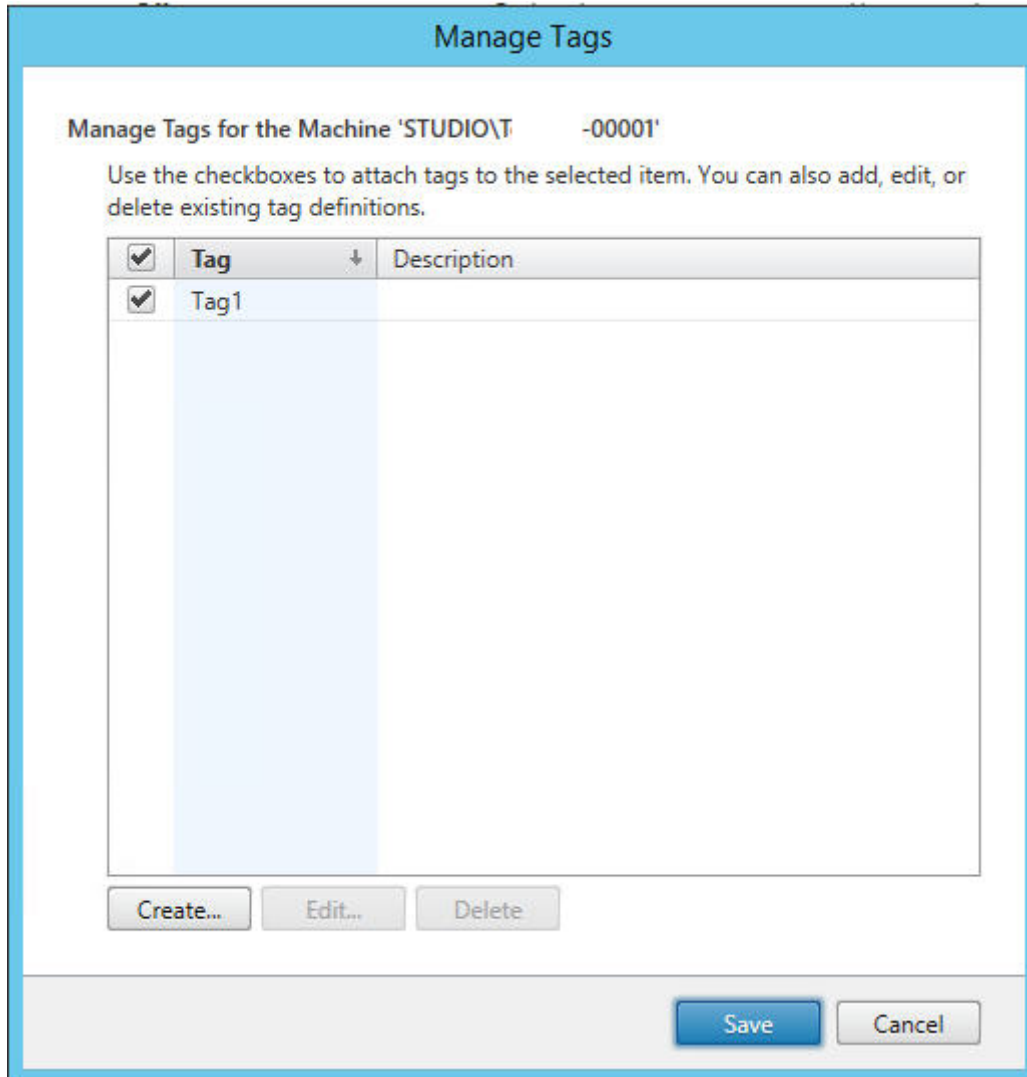 Manage Tags
Manage Tags for the Machine 'STUDIO\T -00001'
Use the checkboxes to attach tags to the selected item. You can also add, edit, or
delete existing tag definitions.
Tag Description
Tag1
Create... Edit... Delete
Save Cancel